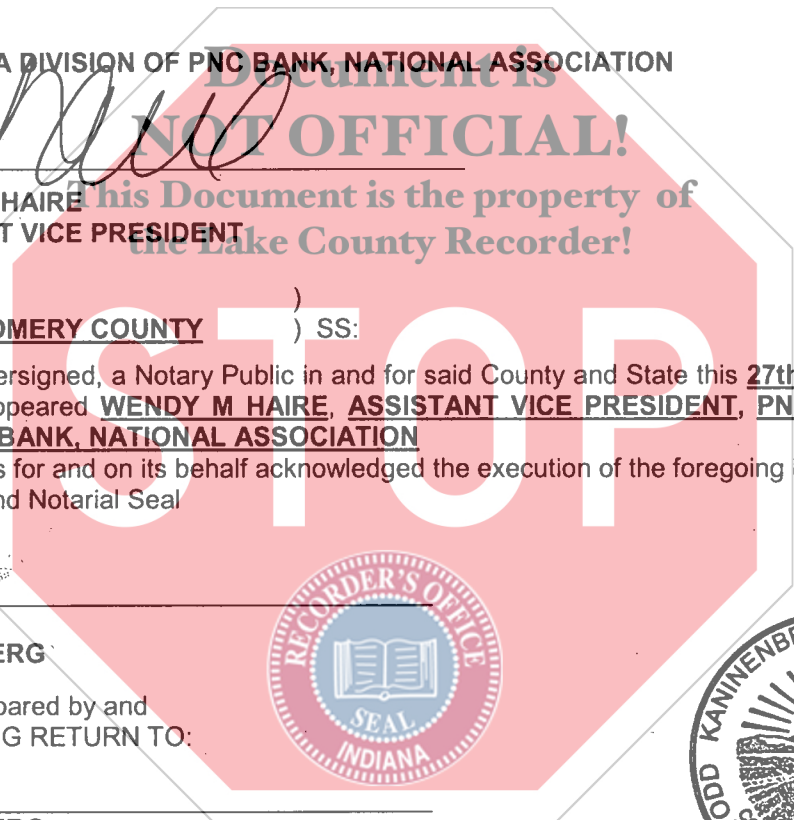 A DIVISION OF PNC BANK, NATIONAL ASSOCIATION
Document is
NOT OFFICIAL!
This Document is the property of
the Lake County Recorder!
HAIRE
T VICE PRESIDENT
)
OMERY COUNTY ) SS:
ersigned, a Notary Public in and for said County and State this 27th
ppeared WENDY M HAIRE, ASSISTANT VICE PRESIDENT, PN
BANK, NATIONAL ASSOCIATION
s for and on its behalf acknowledged the execution of the foregoing
nd Notarial Seal
STOP
RECORDER'S OFFICE
SEAL
INDIANA
ERG
pared by and
G RETURN TO:
ODD KANINENBE